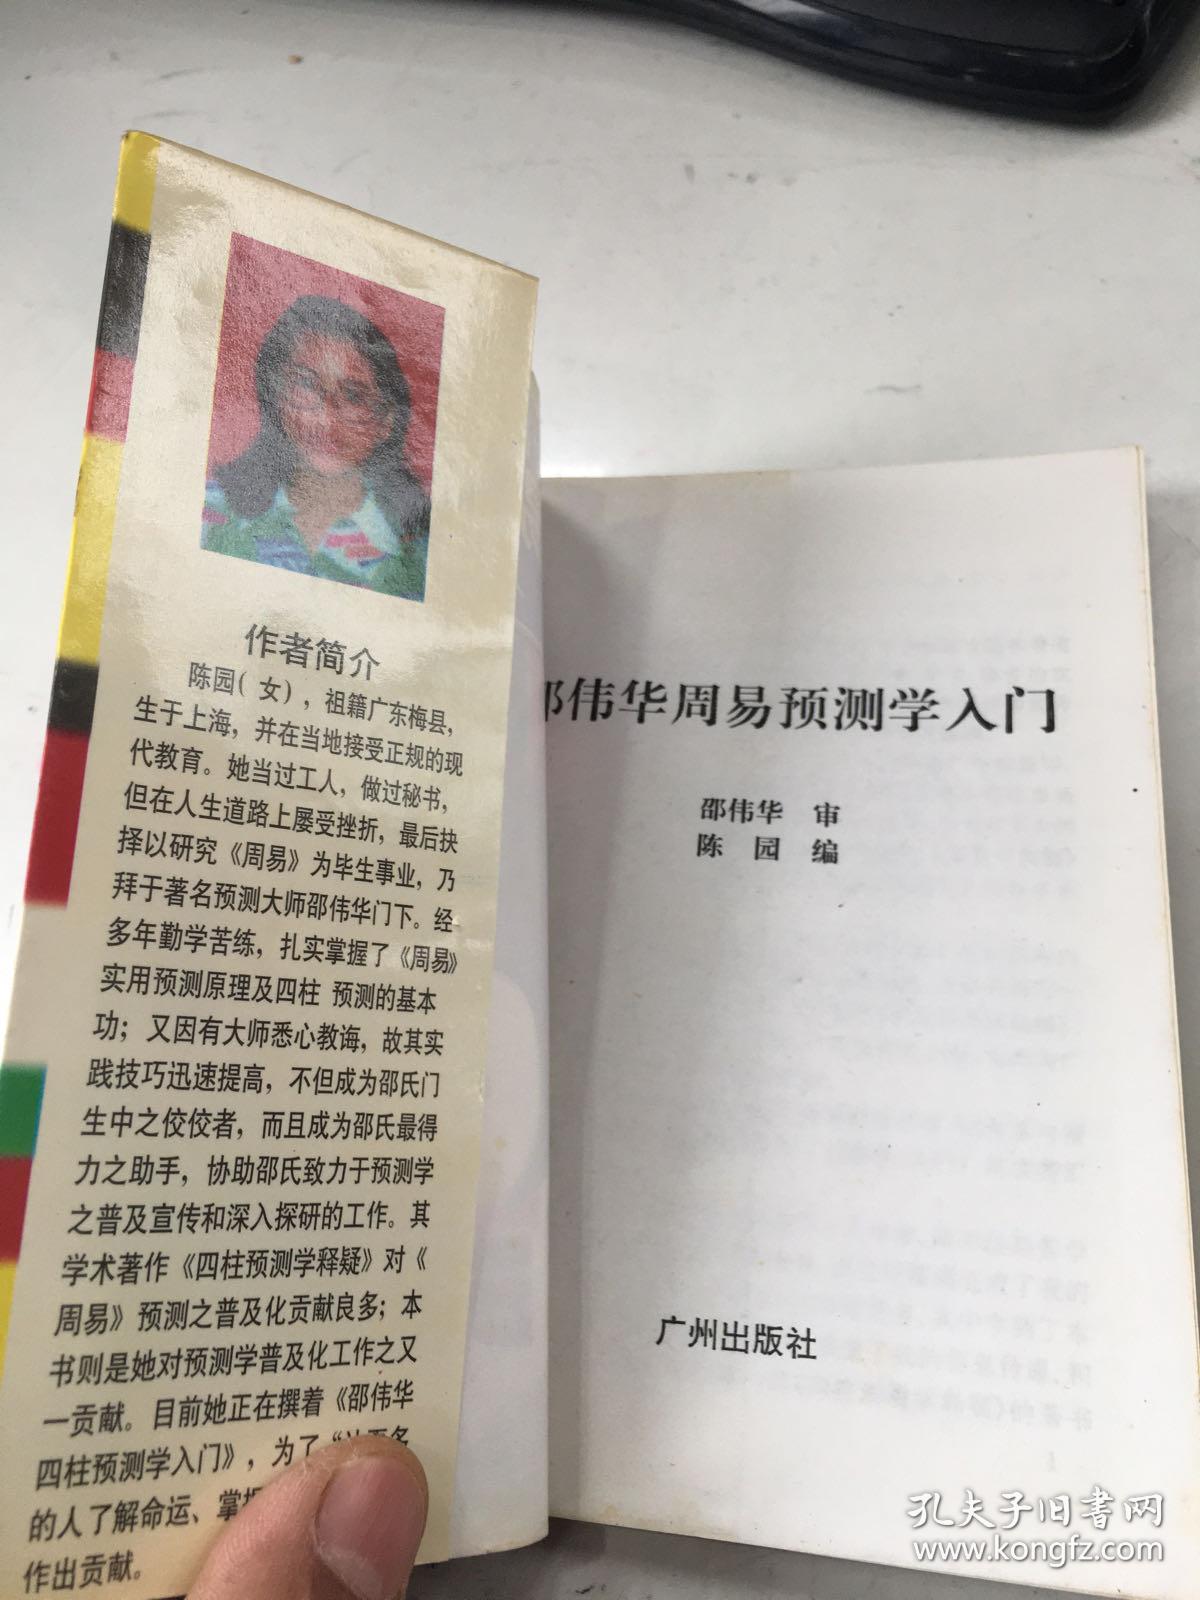 作者简介
陈园(女),祖籍广东梅县,
生于上海,并在当地接受正规的现
代教育。她当过工人,做过秘书,
但在人生道路上屡受挫折,最后抉
择以研究《周易》为毕生事业,乃
拜于著名预测大师邵伟华门下。经
多年勤学苦练,扎实掌握了《周易》
实用预测原理及四柱 预测的基本
功;又因有大师悉心教诲,故其实
践技巧迅速提高,不但成为邵氏门
生中之佼佼者,而且成为邵氏最得
力之助手,协助邵氏致力于预测学
之普及宣传和深入探研的工作。其
学术著作《四柱预测学释疑》对《
周易》预测之普及化贡献良多;本
书则是她对预测学普及化工作之又
一贡献。目前她正在撰着《邵伟华
四柱预测学入门》,为了“
的人了解命运、掌握
作出贡献。
邵伟华周易预测学入门
邵伟华 审
陈 园 编
广州出版社
孔夫子旧书网
www.kongfz.com